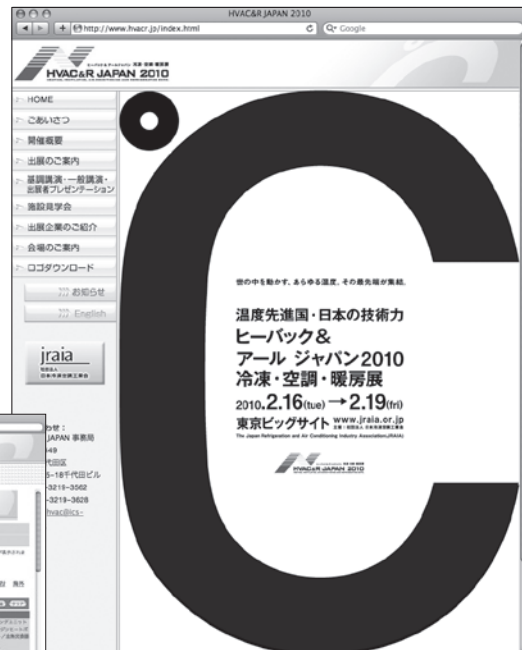 HVAC&R JAPAN 2010
http://www.hvacr.jp/index.html
Google
HVAC&R JAPAN 2010
HOME
ごあいさつ
開催概要
出展のご案内
基調講演・一般講演・
出展者プレゼンテーション
施設見学会
出展企業のご紹介
会場のご案内
ロゴダウンロード
お知らせ
English
jraia
わせ：
JAPAN 事務局
代田区
5-18千代田ビル
-3219-3562
-3219-3628
hvac@ics-
世の中を動かす、あらゆる温度、その最先端が集結。
温度先進国・日本の技術力
ヒーバック&
アール ジャパン2010
冷凍・空調・暖房展
2010.2.16(tue)→2.19(fri)
東京ビッグサイト www.jraia.or.jp
The Japan Refrigeration and Air Conditioning Industry Association(JRAIA)
HVAC&R JAPAN 2010